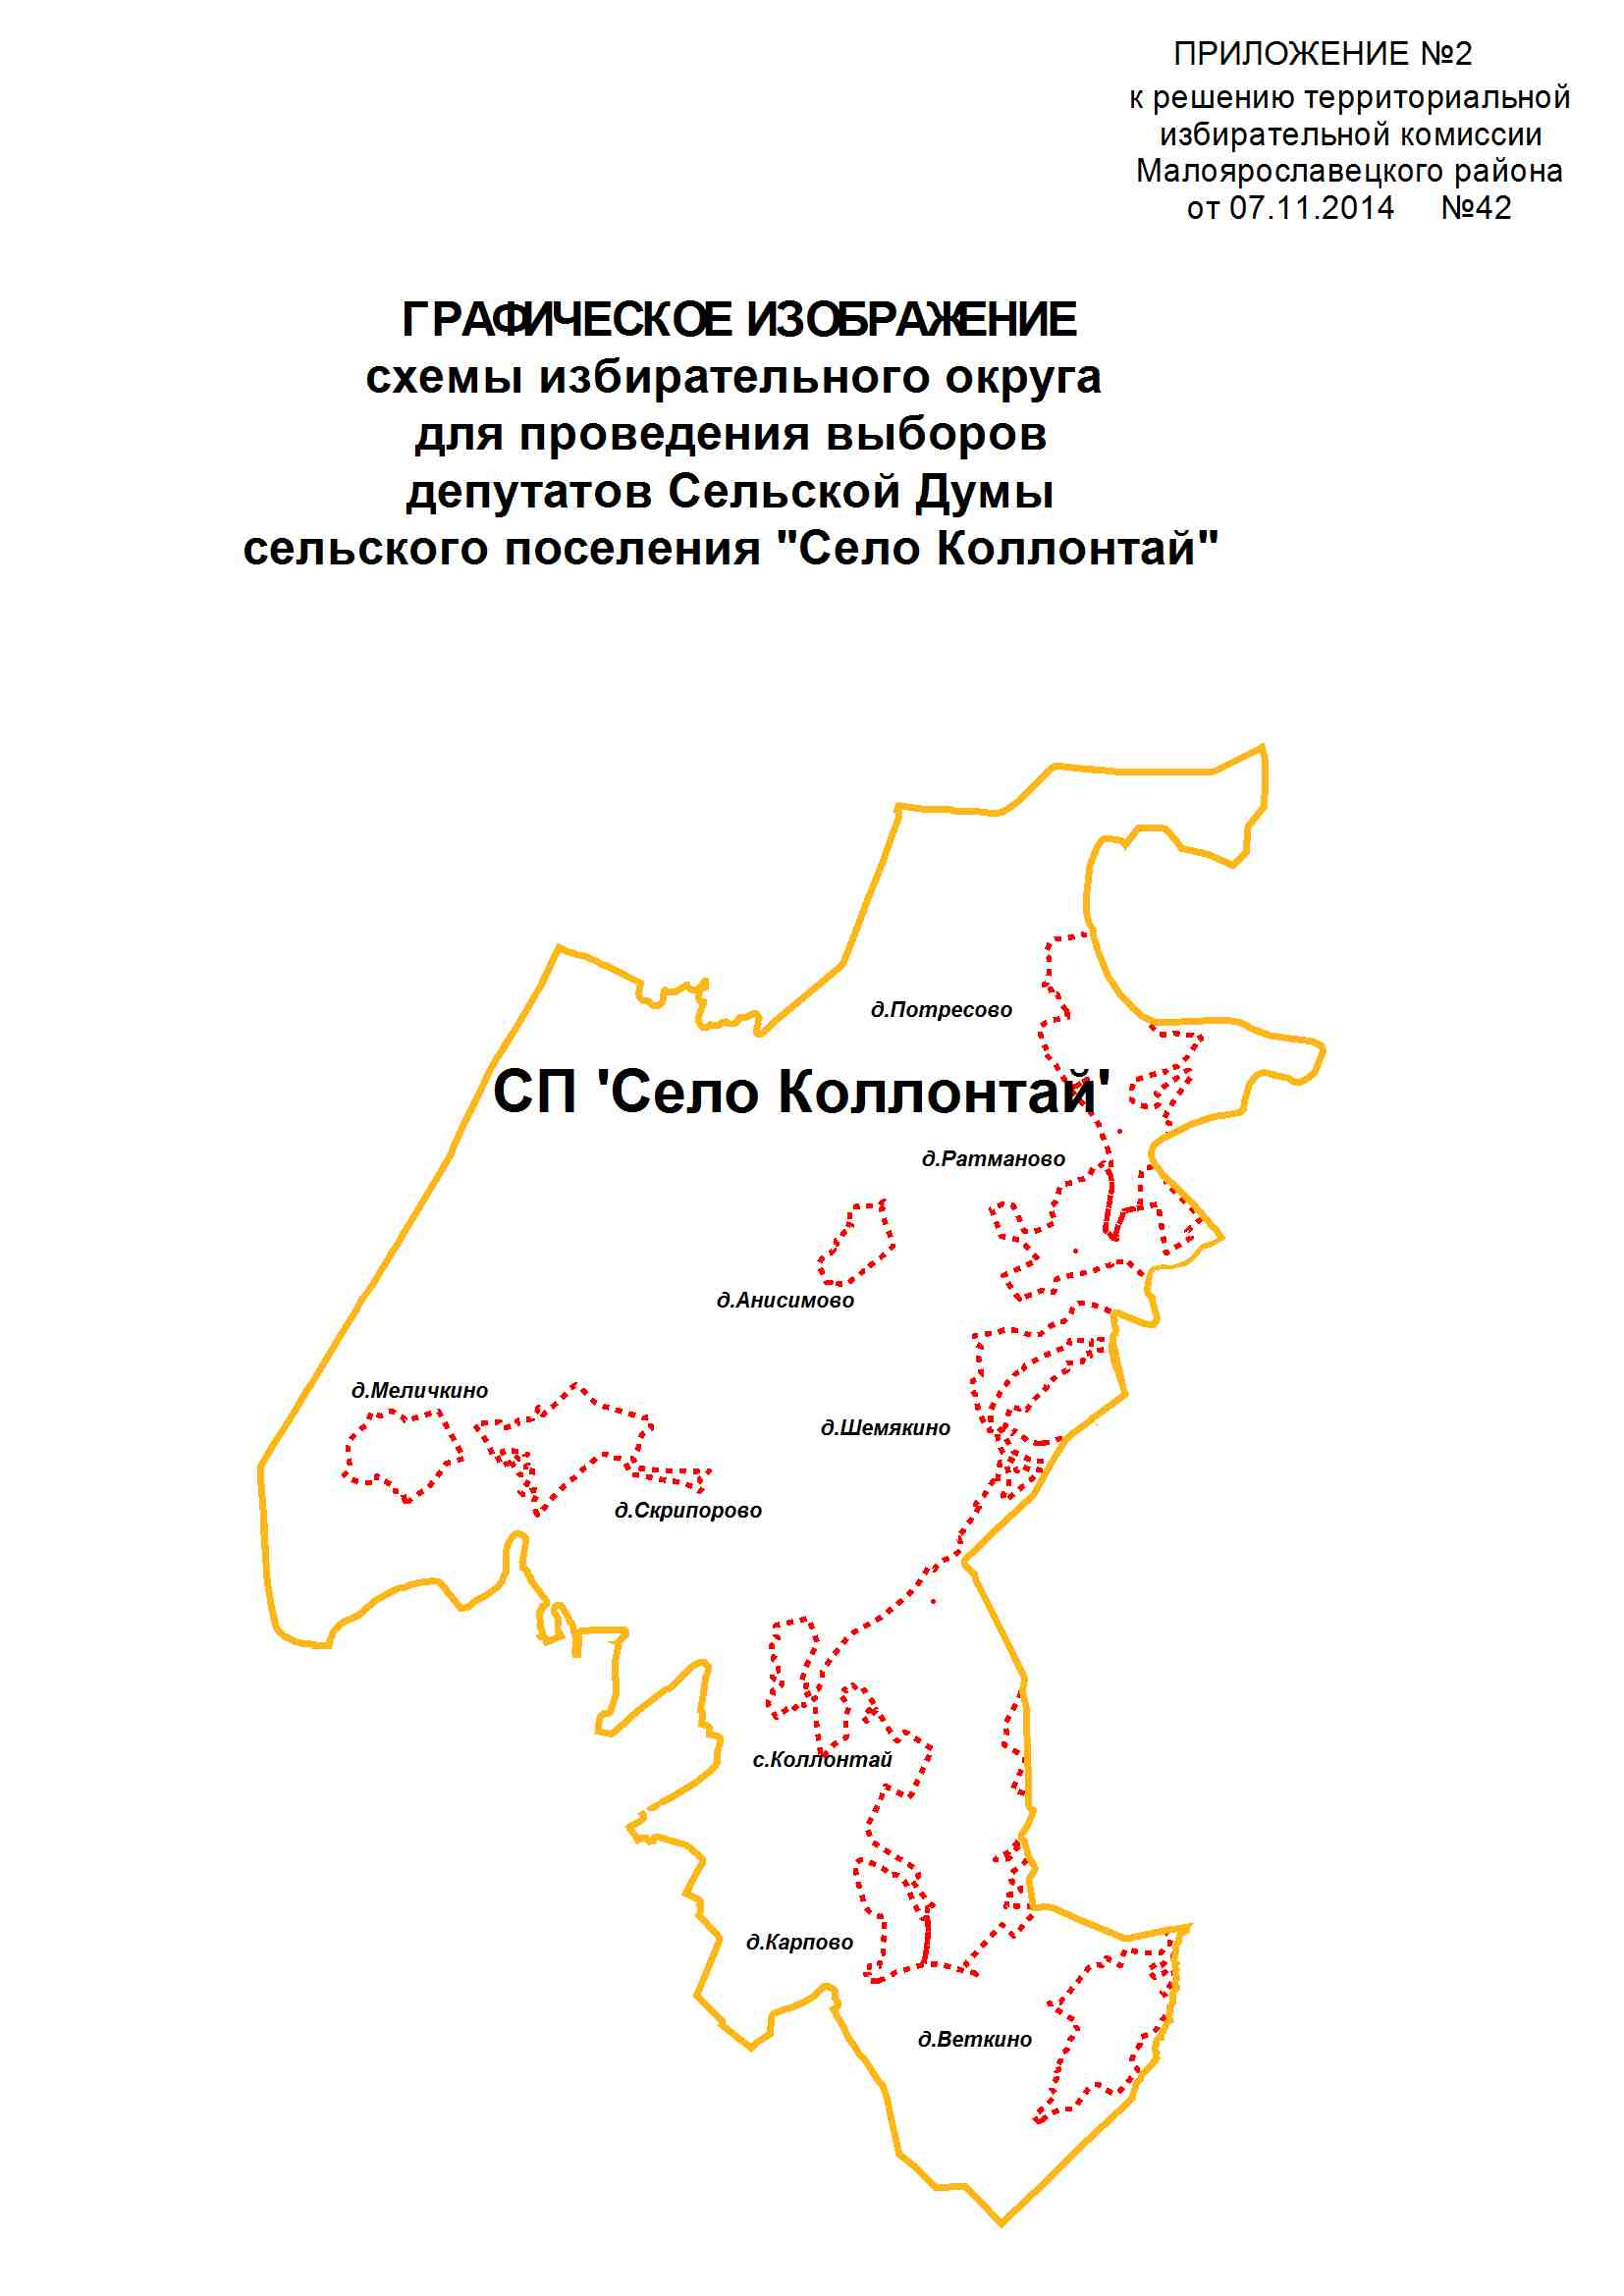 ПРИЛОЖЕНИЕ №2
к решению территориальной
избирательной комиссии
Малоярославецкого района
от 07.11.2014 №42
ГРАФИЧЕСКОЕ ИЗОБРАЖЕНИЕ
схемы избирательного округа
для проведения выборов
депутатов Сельской Думы
сельского поселения "Село Коллонтай"
д.Потресово
СП 'Село Коллонтай'
д.Ратманово
д.Анисимово
д.Меличкино
д.Шемякино
д.Скрипорово
с.Коллонтай
д.Карпово
д.Веткино